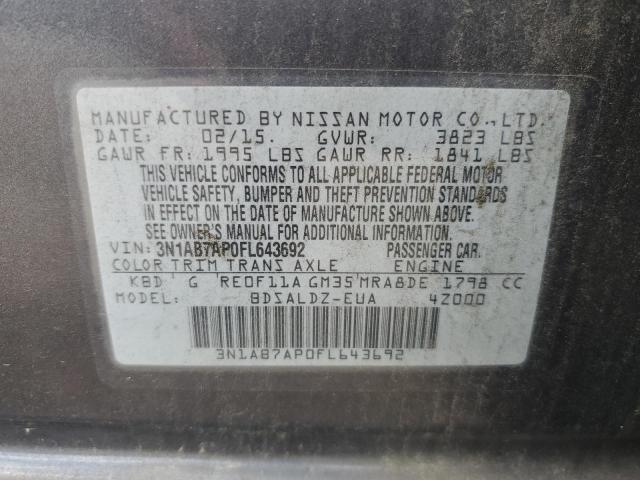 MANUFACTURED BY NISSAN MOTOR CO.,LTD.
DATE: 02/15. GVWR: 3823 LBS
GAWR FR: 1995 LBS GAWR RR: 1841 LBS
THIS VEHICLE CONFORMS TO ALL APPLICABLE FEDERAL MOTOR
VEHICLE SAFETY, BUMPER AND THEFT PREVENTION STANDARDS
IN EFFECT ON THE DATE OF MANUFACTURE SHOWN ABOVE.
SEE OWNER'S MANUAL FOR ADDITIONAL INFORMATION.
VIN: 3N1AB7AP0FL643692 PASSENGER CAR.
COLOR TRIM TRANS AXLE ENGINE
KBD G RE0F11A GM35 MRA8DE 1798 CC
MODEL: BDSALDZ-EUA 4Z000
3N1AB7AP0FL643692